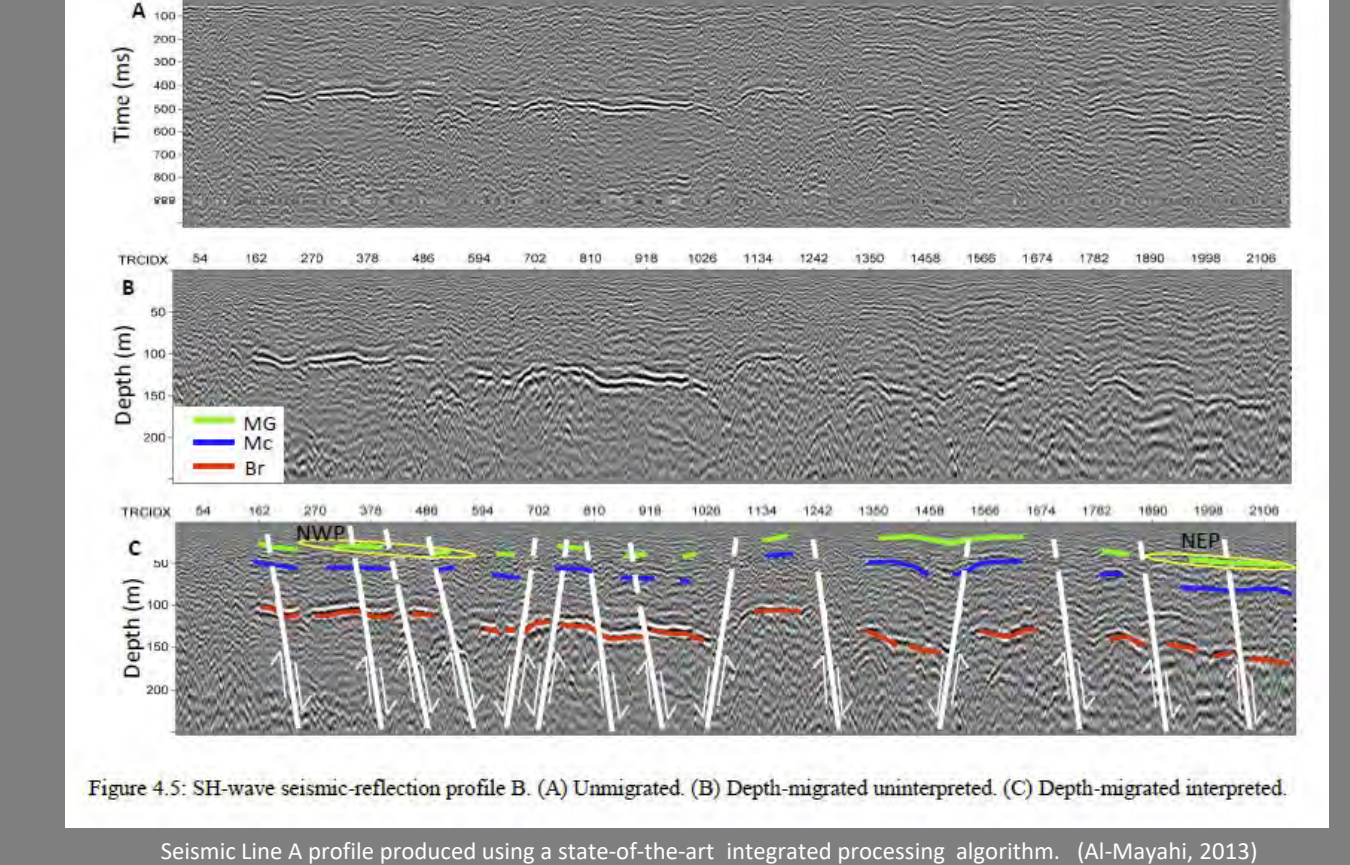 A
100
200
300
400
500
600
700
800
Time (ms)
TRCIDX 54 162 270 378 486 594 702 810 918 1026 1134 1242 1350 1458 1566 1674 1782 1890 1998 2106
B
50
100
150
200
Depth (m)
MG
Mc
Br
TRCIDX 54 162 270 378 486 594 702 810 918 1026 1134 1242 1350 1458 1566 1674 1782 1890 1998 2106
C
NWP
NEP
50
100
150
200
Depth (m)
Figure 4.5: SH-wave seismic-reflection profile B. (A) Unmigrated. (B) Depth-migrated uninterpreted. (C) Depth-migrated interpreted.
Seismic Line A profile produced using a state-of-the-art integrated processing algorithm. (Al-Mayahi, 2013)